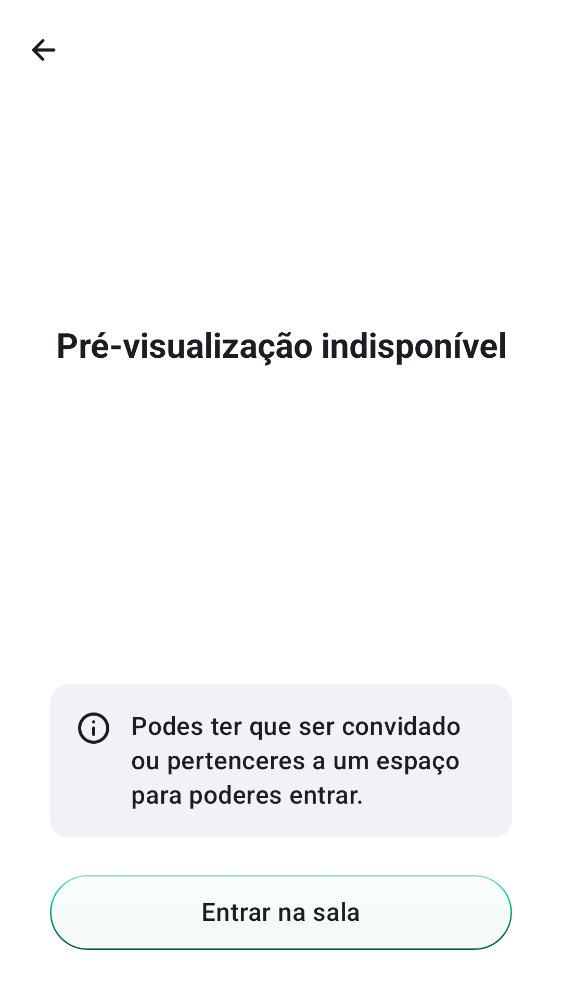 Pré-visualização indisponível
Podes ter que ser convidado
ou pertenceres a um espaço
para poderes entrar.
Entrar na sala